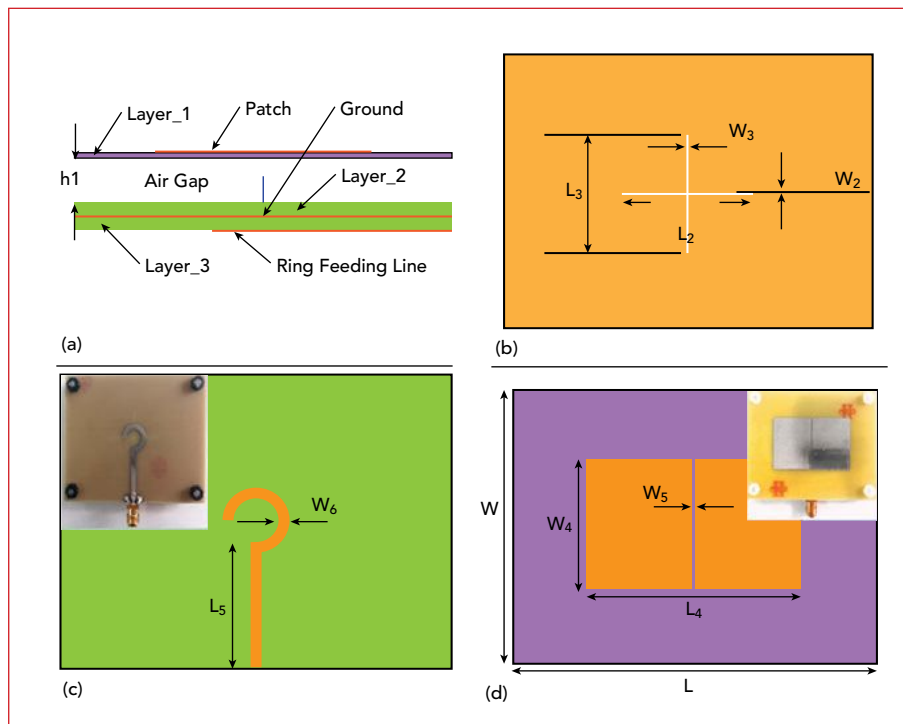 Layer_1
Patch
Ground
h1
Air Gap
Layer_2
Layer_3
Ring Feeding Line
(a)
W3
L3
W2
L2
(b)
W6
L5
(c)
W5
W
W4
L4
L
(d)